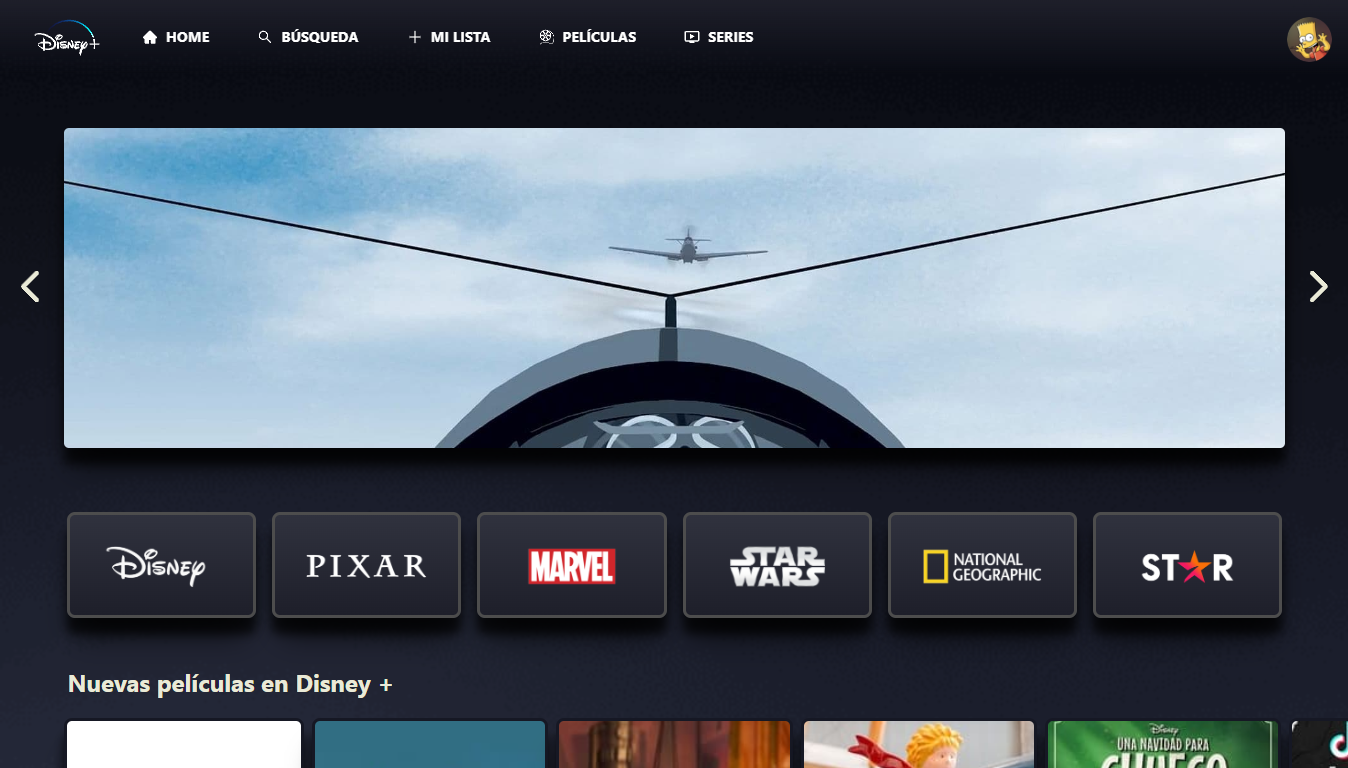 Disney+
HOME
BÚSQUEDA
MI LISTA
PELÍCULAS
SERIES
Disney
PIXAR
MARVEL
STAR
WARS
NATIONAL
GEOGRAPHIC
STAR
Nuevas películas en Disney +
Disney
UNA NAVIDAD PARA
CHUECO